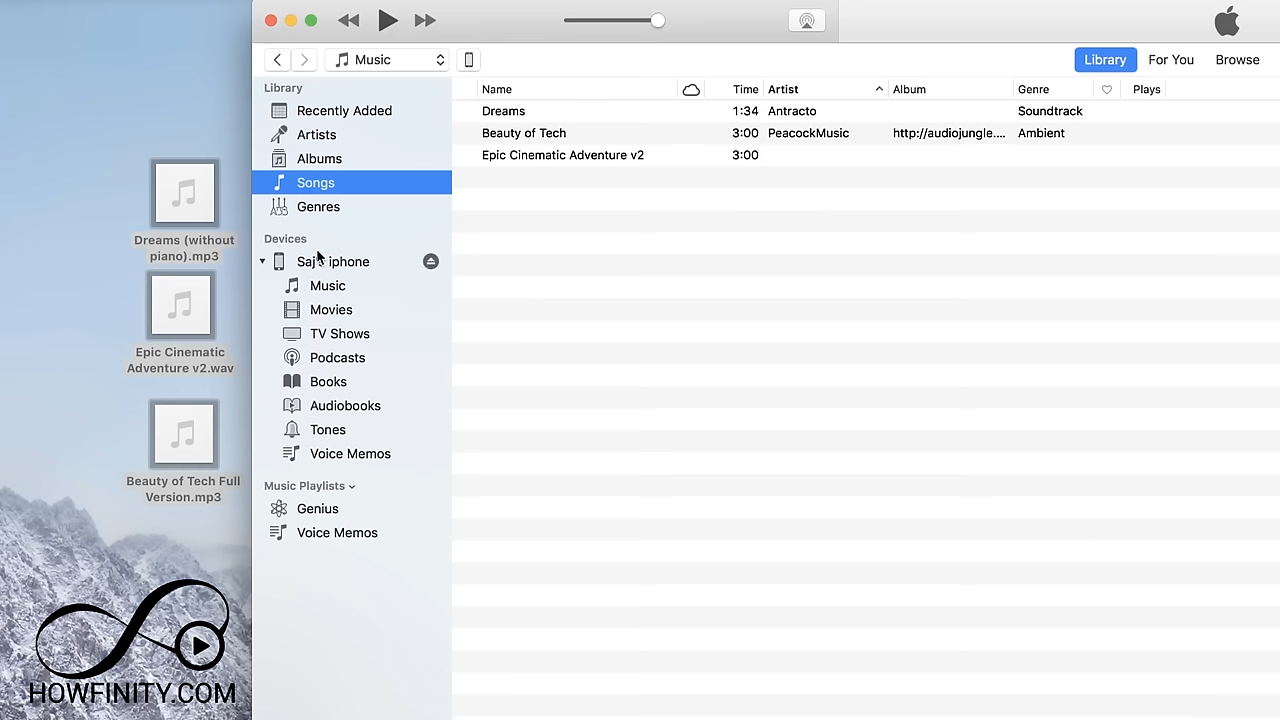 Music
Library
For You
Browse
Library
Recently Added
Artists
Albums
Songs
Genres
Devices
iphone
Music
Movies
TV Shows
Podcasts
Books
Audiobooks
Tones
Voice Memos
Music Playlists
Genius
Voice Memos
Name Time Artist Album Genre Plays
Dreams 1:34 Antracto Soundtrack
Beauty of Tech 3:00 PeacockMusic http://audiojungle.... Ambient
Epic Cinematic Adventure v2 3:00
Dreams (without
piano).mp3
Epic Cinematic
Adventure v2.wav
Beauty of Tech Full
Version.mp3
HOWFINITY.COM